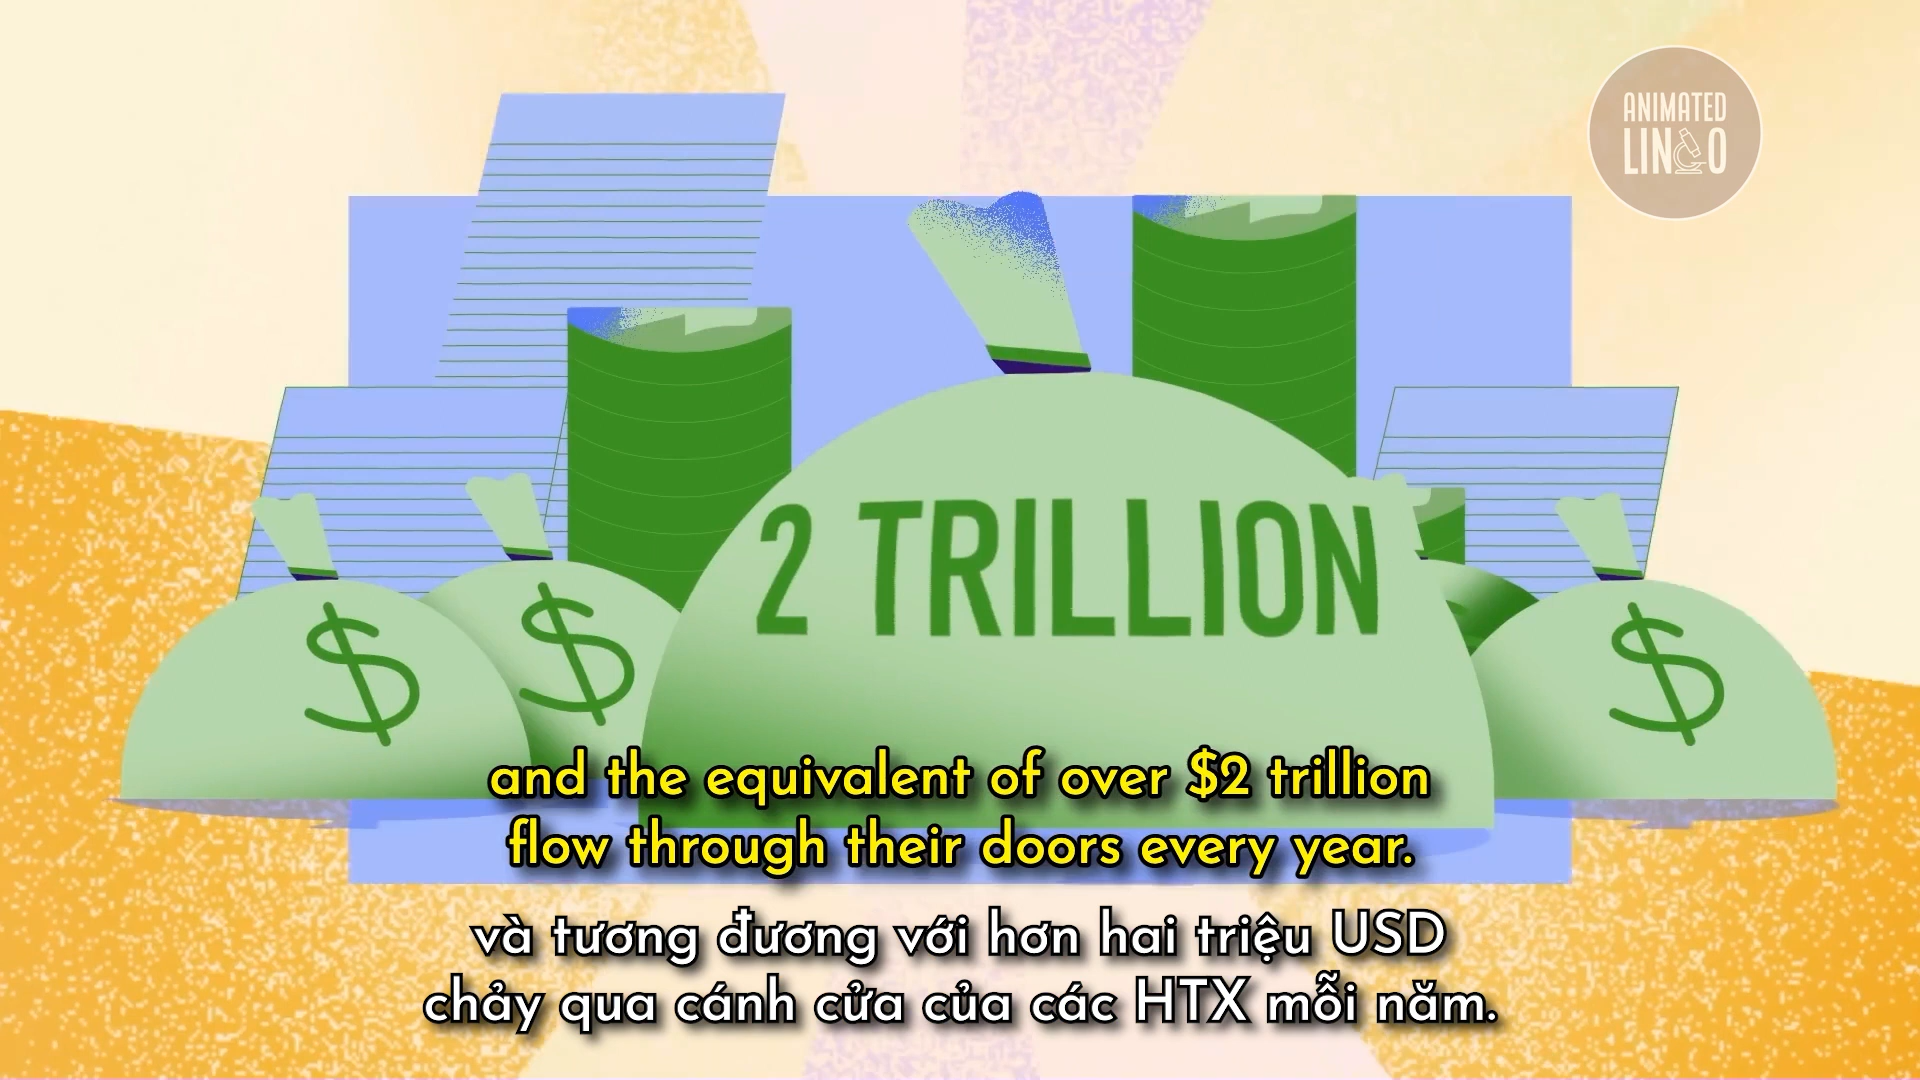 ANIMATED
LINGO
2 TRILLION
$
$
$
and the equivalent of over $2 trillion
flow through their doors every year.
và tương đương với hơn hai triệu USD
chảy qua cánh cửa của các HTX mỗi năm.